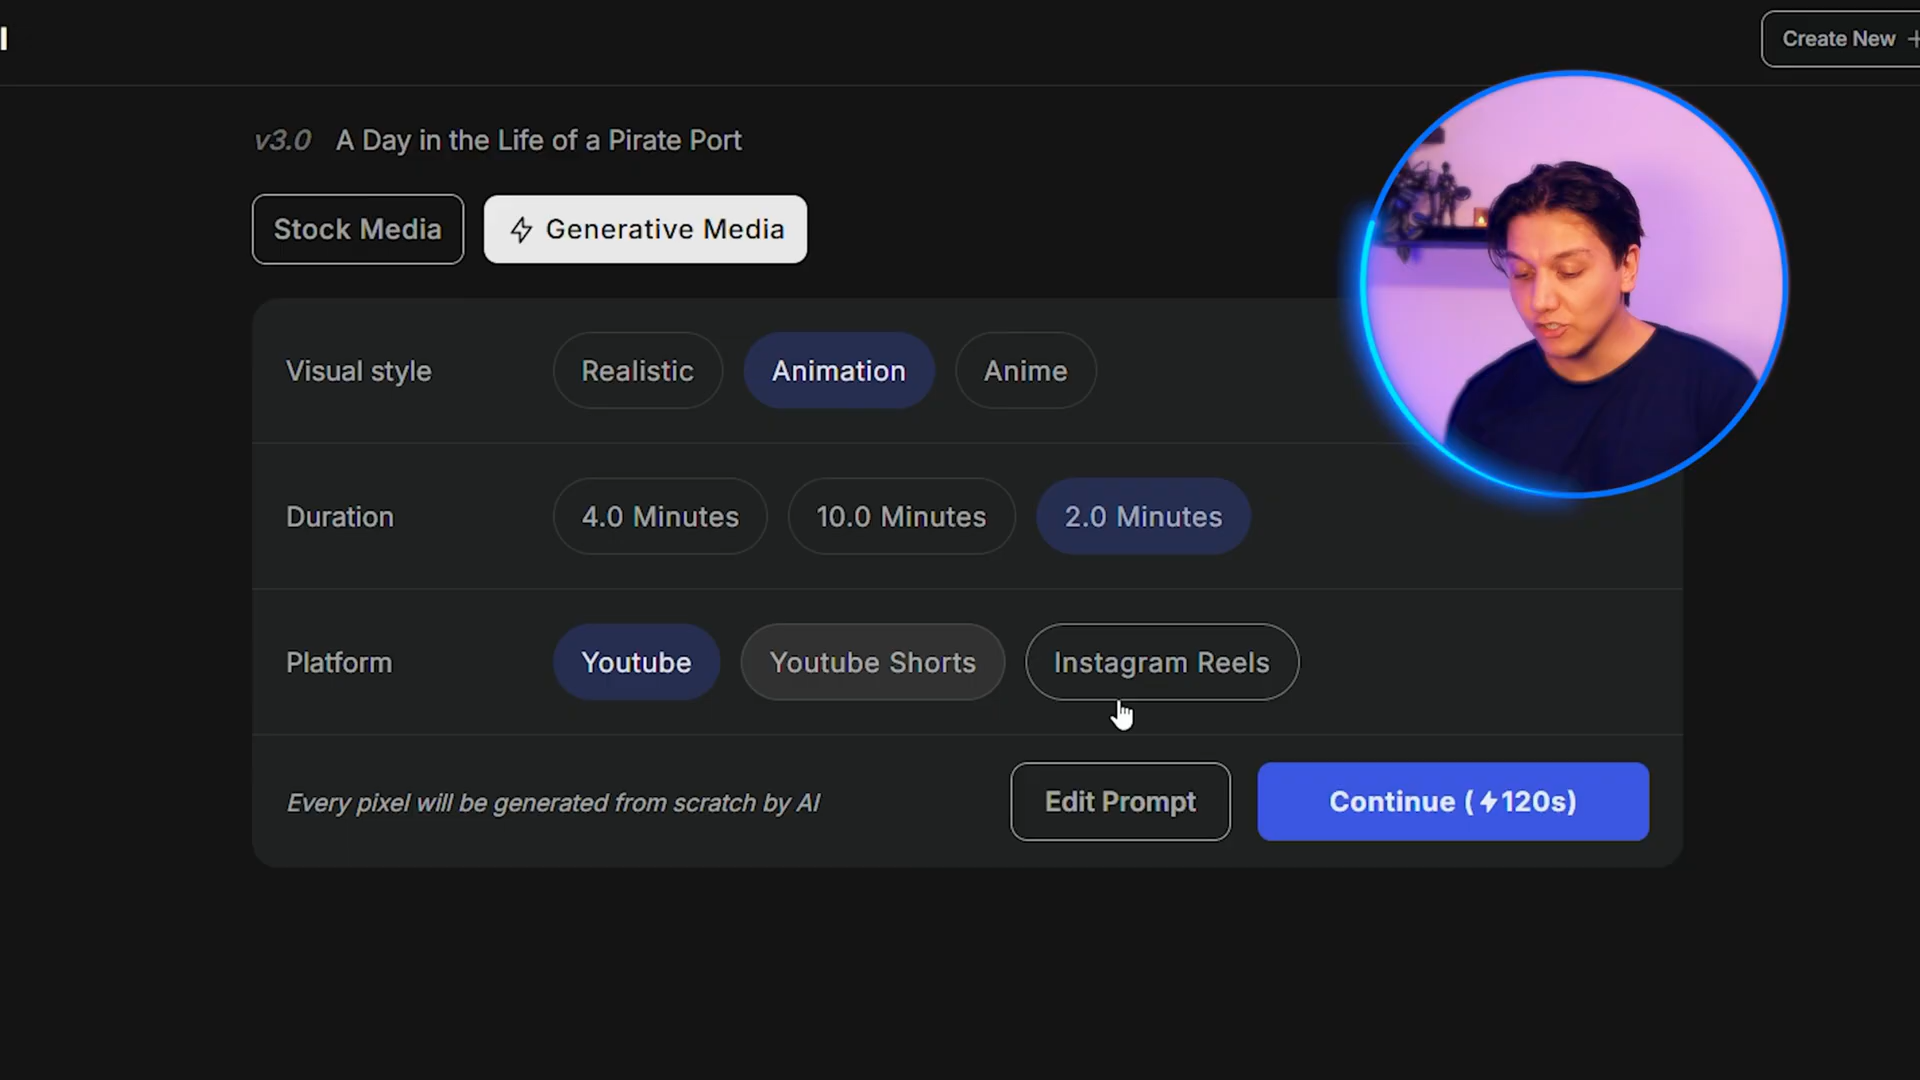 Create New +
v3.0 A Day in the Life of a Pirate Port
Stock Media Generative Media
Visual style Realistic Animation Anime
Duration 4.0 Minutes 10.0 Minutes 2.0 Minutes
Platform Youtube Youtube Shorts Instagram Reels
Every pixel will be generated from scratch by AI Edit Prompt Continue (⚡120s)